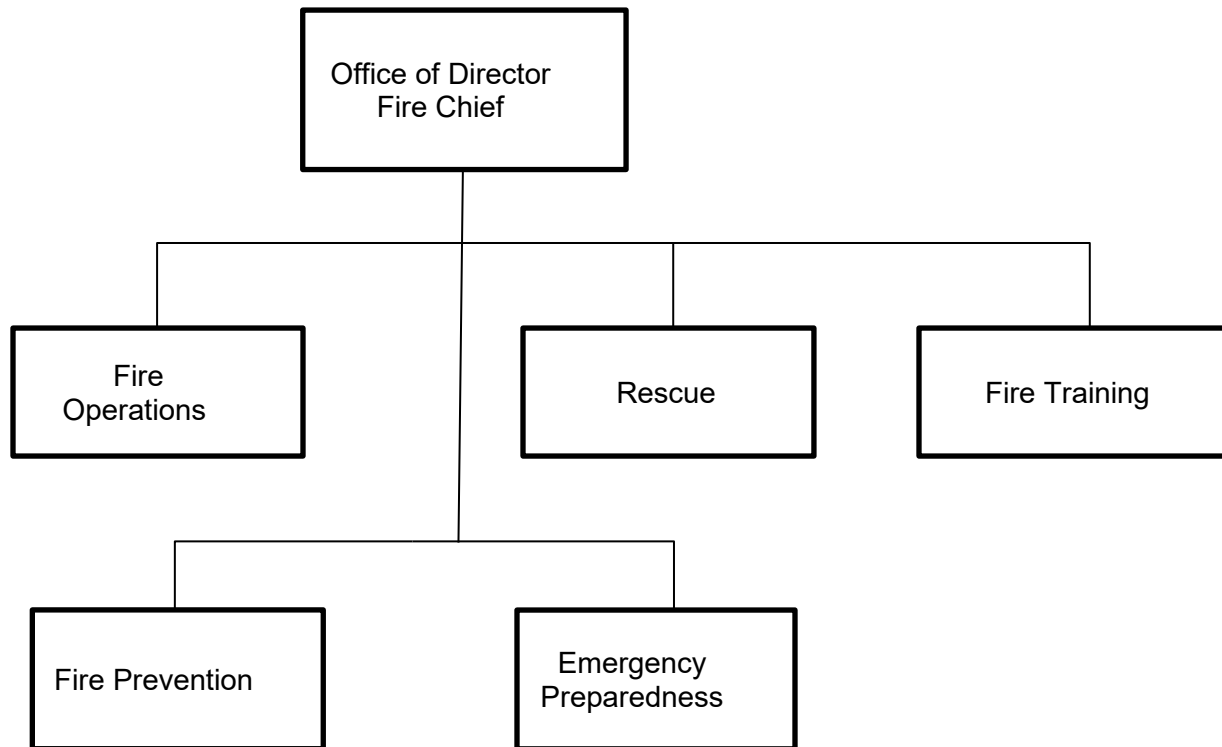 Office of Director
Fire Chief
Fire
Operations
Rescue
Fire Training
Fire Prevention
Emergency
Preparedness